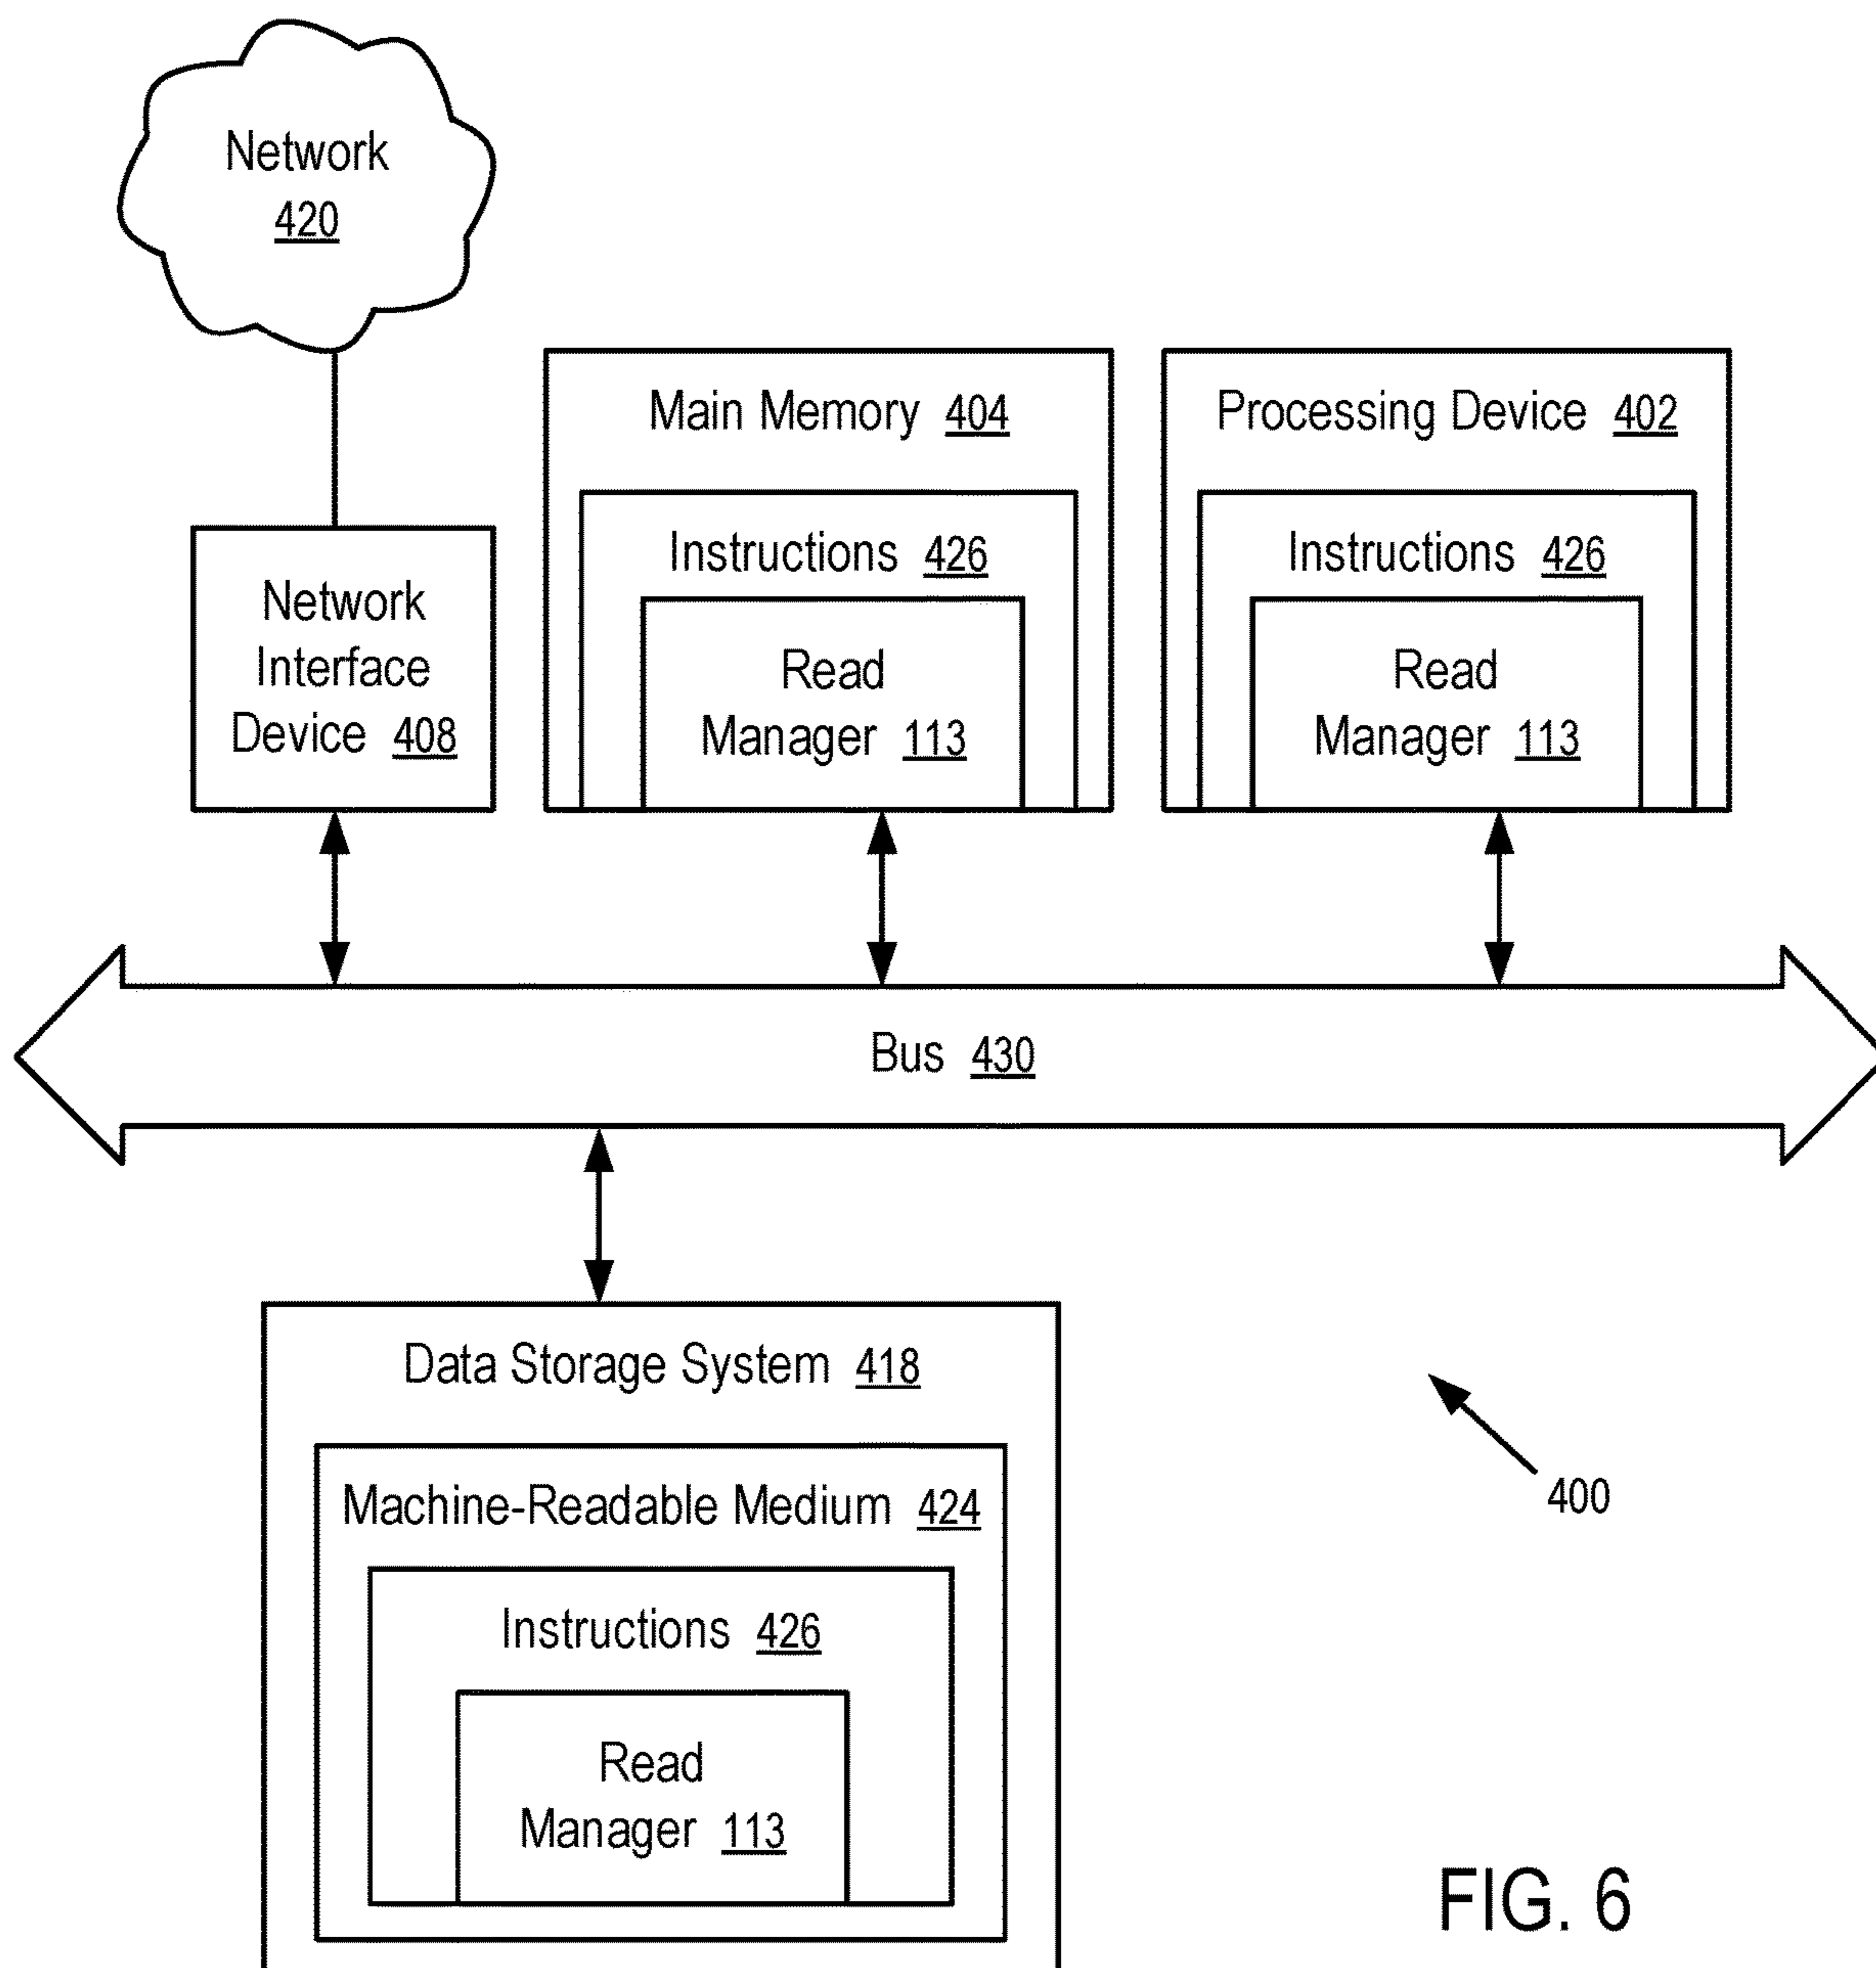 Network
420
Main Memory 404
Processing Device 402
Instructions 426
Instructions 426
Network
Interface
Device 408
Read
Manager 113
Read
Manager 113
Bus 430
Data Storage System 418
Machine-Readable Medium 424
400
Instructions 426
Read
Manager 113
FIG. 6